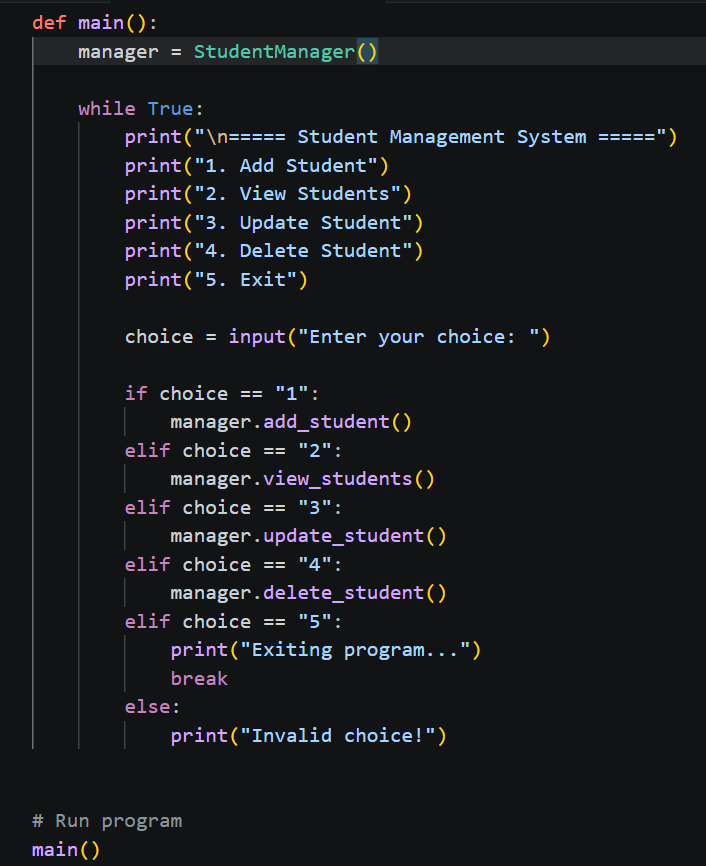 def main():
    manager = StudentManager()

    while True:
        print("\n===== Student Management System =====")
        print("1. Add Student")
        print("2. View Students")
        print("3. Update Student")
        print("4. Delete Student")
        print("5. Exit")

        choice = input("Enter your choice: ")

        if choice == "1":
            manager.add_student()
        elif choice == "2":
            manager.view_students()
        elif choice == "3":
            manager.update_student()
        elif choice == "4":
            manager.delete_student()
        elif choice == "5":
            print("Exiting program...")
            break
        else:
            print("Invalid choice!")


# Run program
main()